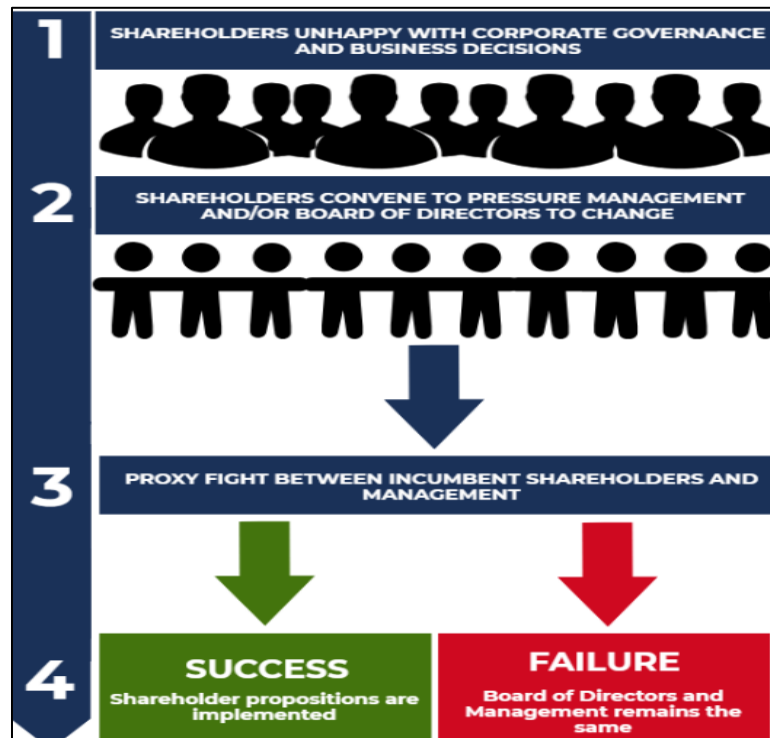 1
SHAREHOLDERS UNHAPPY WITH CORPORATE GOVERNANCE
AND BUSINESS DECISIONS
2
SHAREHOLDERS CONVENE TO PRESSURE MANAGEMENT
AND/OR BOARD OF DIRECTORS TO CHANGE
3
PROXY FIGHT BETWEEN INCUMBENT SHAREHOLDERS AND
MANAGEMENT
4
SUCCESS
Shareholder propositions are
implemented
FAILURE
Board of Directors and
Management remains the
same